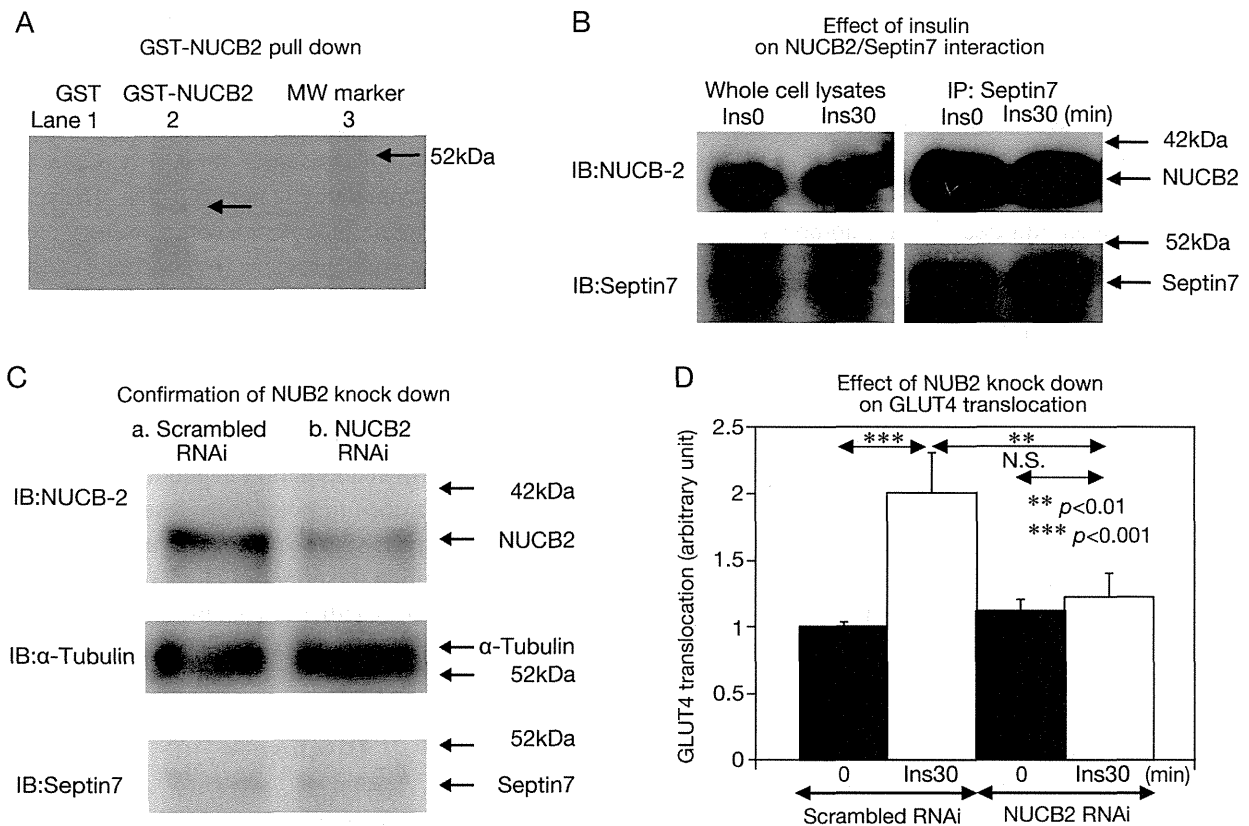 A
GST-NUCB2 pull down
GST GST-NUCB2 MW marker
Lane 1 2 3
52kDa
B
Effect of insulin
on NUCB2/Septin7 interaction
Whole cell lysates IP: Septin7
Ins0 Ins30 Ins0 Ins30 (min)
42kDa
IB:NUCB-2 NUCB2
52kDa
IB:Septin7 Septin7
C
Confirmation of NUB2 knock down
a. Scrambled b. NUCB2
RNAi RNAi
IB:NUCB-2 42kDa
NUCB2
IB:α-Tubulin α-Tubulin
52kDa
52kDa
IB:Septin7 Septin7
D
Effect of NUB2 knock down
on GLUT4 translocation
GLUT4 translocation (arbitrary unit)
2.5
2
1.5
1
0.5
0
*** **
N.S.
** p<0.01
*** p<0.001
0 Ins30 0 Ins30 (min)
Scrambled RNAi NUCB2 RNAi